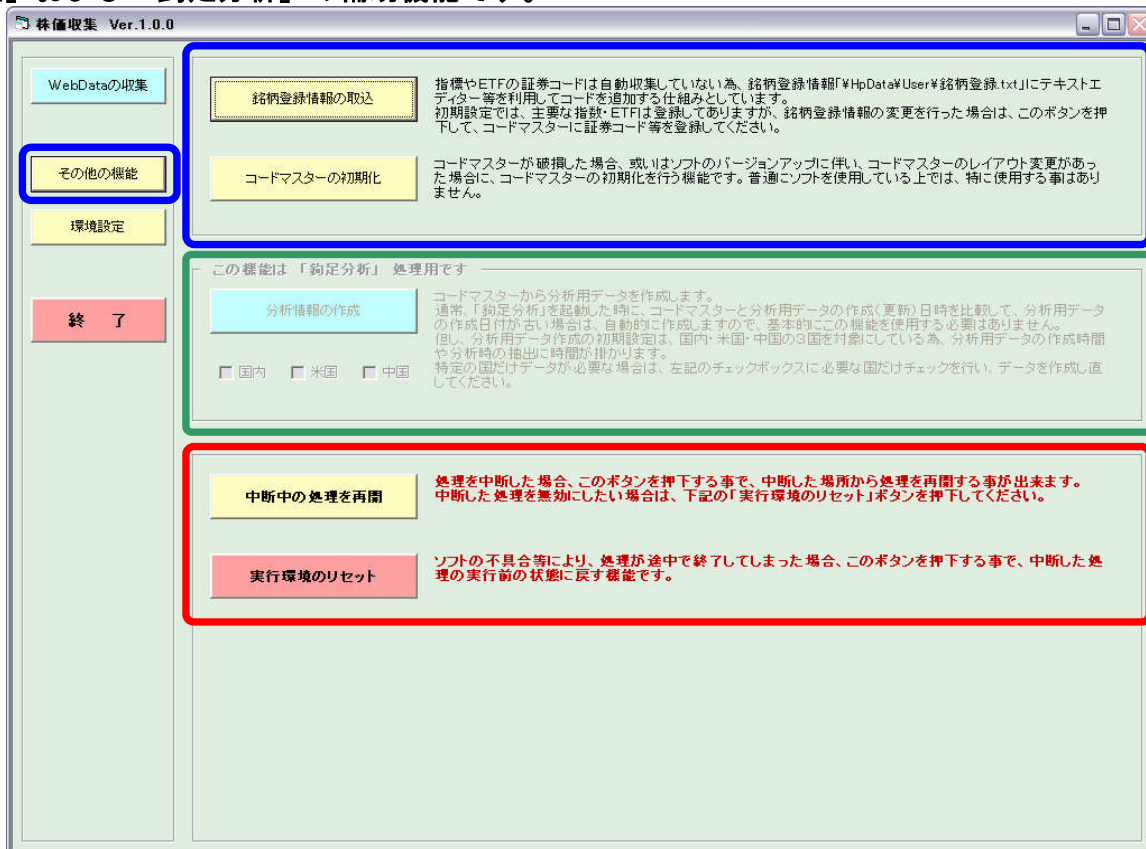 および「鉤足分析」の補助機能です。
株価収集 Ver.1.0.0
WebDataの収集
その他の機能
環境設定
終 了
銘柄登録情報の取込
指標やETFの証券コードは自動収集していない為、銘柄登録情報「¥HpData¥User¥銘柄登録.txt」にテキストエ
ディター等を利用してコードを追加する仕組みとしています。
初期設定では、主要な指数・ETFは登録してありますが、銘柄登録情報の変更を行った場合は、このボタンを押
下して、コードマスターに証券コード等を登録してください。
コードマスターの初期化
コードマスターが破損した場合、或いはソフトのバージョンアップに伴い、コードマスターのレイアウト変更があっ
た場合に、コードマスターの初期化を行う機能です。普通にソフトを使用している上では、特に使用する事はあり
ません。
この機能は 「鉤足分析」 処理用です
分析情報の作成
コードマスターから分析用データを作成します。
通常、「鉤足分析」を起動した時に、コードマスターと分析用データの作成(更新)日時を比較して、分析用データ
の作成日付が古い場合は、自動的に作成しますので、基本的にこの機能を使用する必要はありません。
但し、分析用データ作成の初期設定は、国内・米国・中国の3国を対象にしている為、分析用データの作成時間
や分析時の抽出に時間が掛かります。
特定の国だけデータが必要な場合は、左記のチェックボックスに必要な国だけチェックを行い、データを作成し直
してください。
国内 米国 中国
中断中の処理を再開
処理を中断した場合、このボタンを押下する事で、中断した場所から処理を再開する事が出来ます。
中断した処理を無効にしたい場合は、下記の「実行環境のリセット」ボタンを押下してください。
実行環境のリセット
ソフトの不具合等により、処理が途中で終了してしまった場合、このボタンを押下する事で、中断した処
理の実行前の状態に戻す機能です。